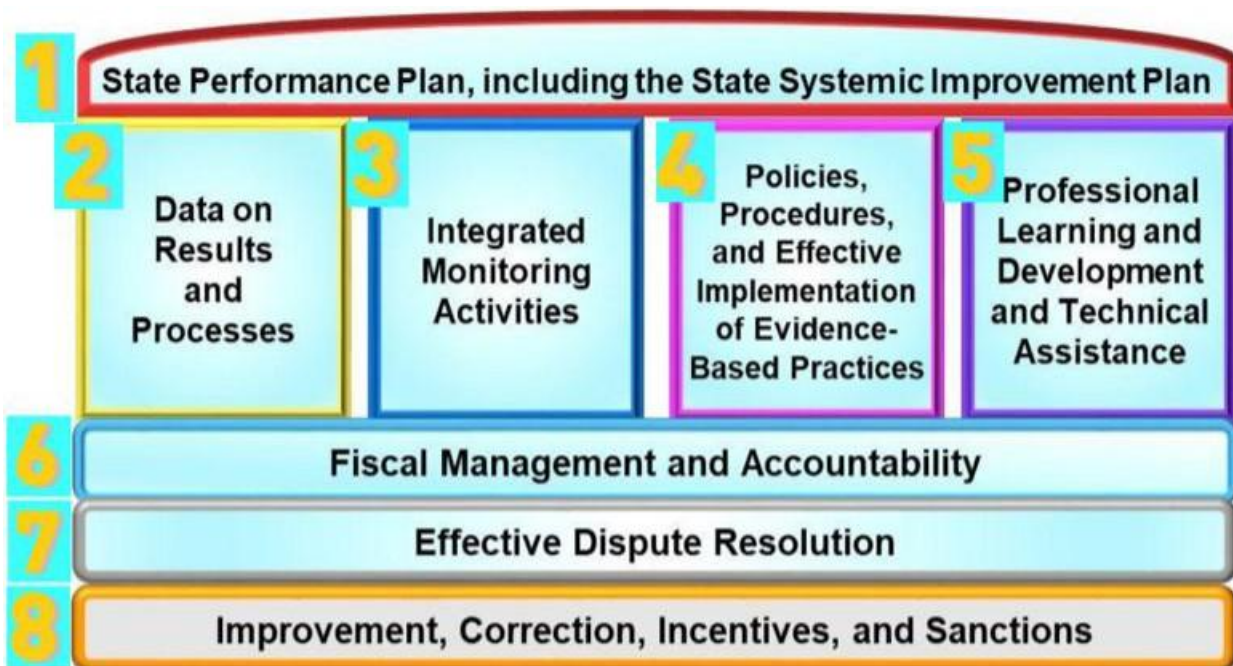 1
State Performance Plan, including the State Systemic Improvement Plan
2
Data on
Results
and
Processes
3
Integrated
Monitoring
Activities
4
Policies,
Procedures,
and Effective
Implementation
of Evidence-
Based Practices
5
Professional
Learning and
Development
and Technical
Assistance
6
Fiscal Management and Accountability
7
Effective Dispute Resolution
8
Improvement, Correction, Incentives, and Sanctions